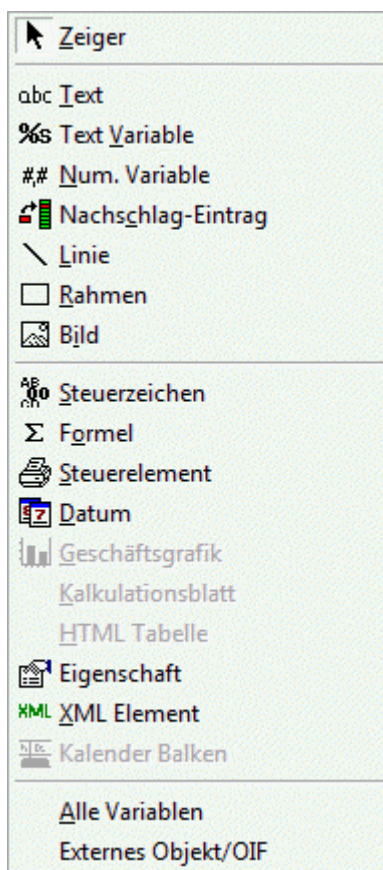 Zeiger
abc Text
%s Text Variable
#,# Num. Variable
Nachschlag-Eintrag
Linie
Rahmen
Bild
Steuerzeichen
Σ Formel
Steuerelement
7 Datum
Geschäftsgrafik
Kalkulationsblatt
HTML Tabelle
Eigenschaft
XML XML Element
Kalender Balken
Alle Variablen
Externes Objekt/OIF